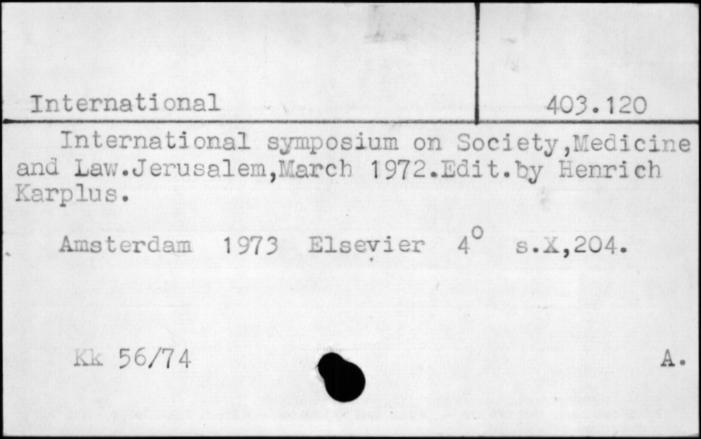 International 403.120
International symposium on Society,Medicine
and Law.Jerusalem,March 1972.Edit.by Henrich
Karplus.
Amsterdam 1973 Elsevier 4° s.X,204.
Kk 56/74 A.